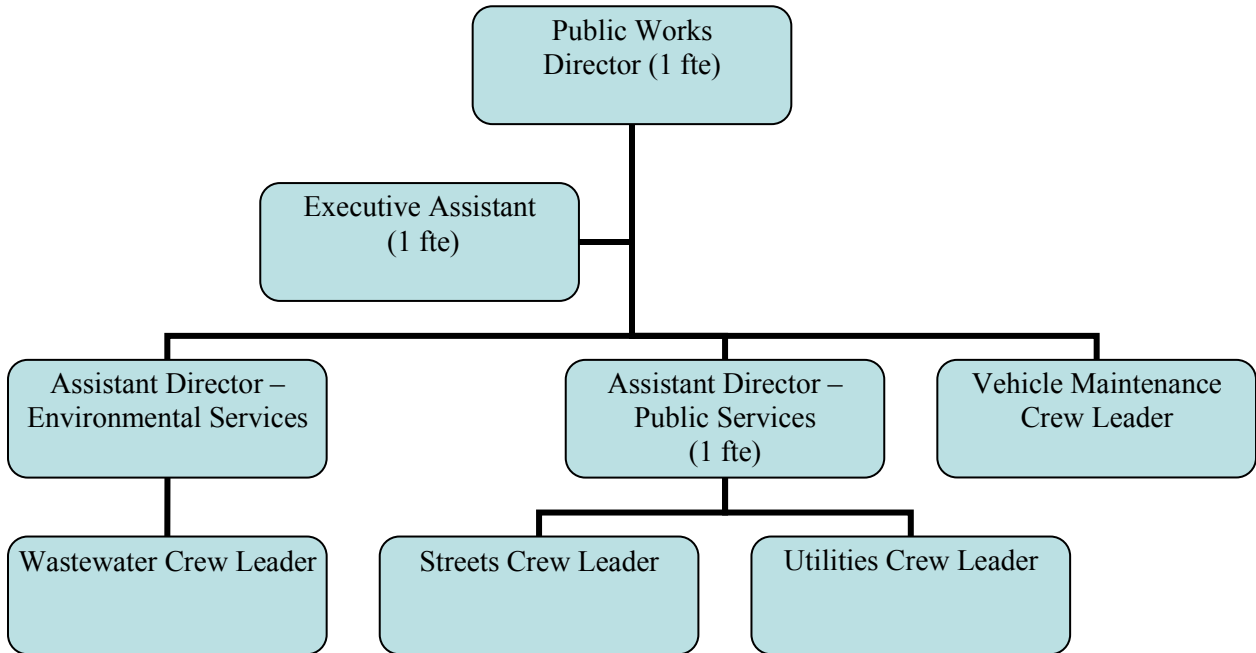 Public Works
Director (1 fte)
Executive Assistant
(1 fte)
Assistant Director –
Environmental Services
Assistant Director –
Public Services
(1 fte)
Vehicle Maintenance
Crew Leader
Wastewater Crew Leader
Streets Crew Leader
Utilities Crew Leader